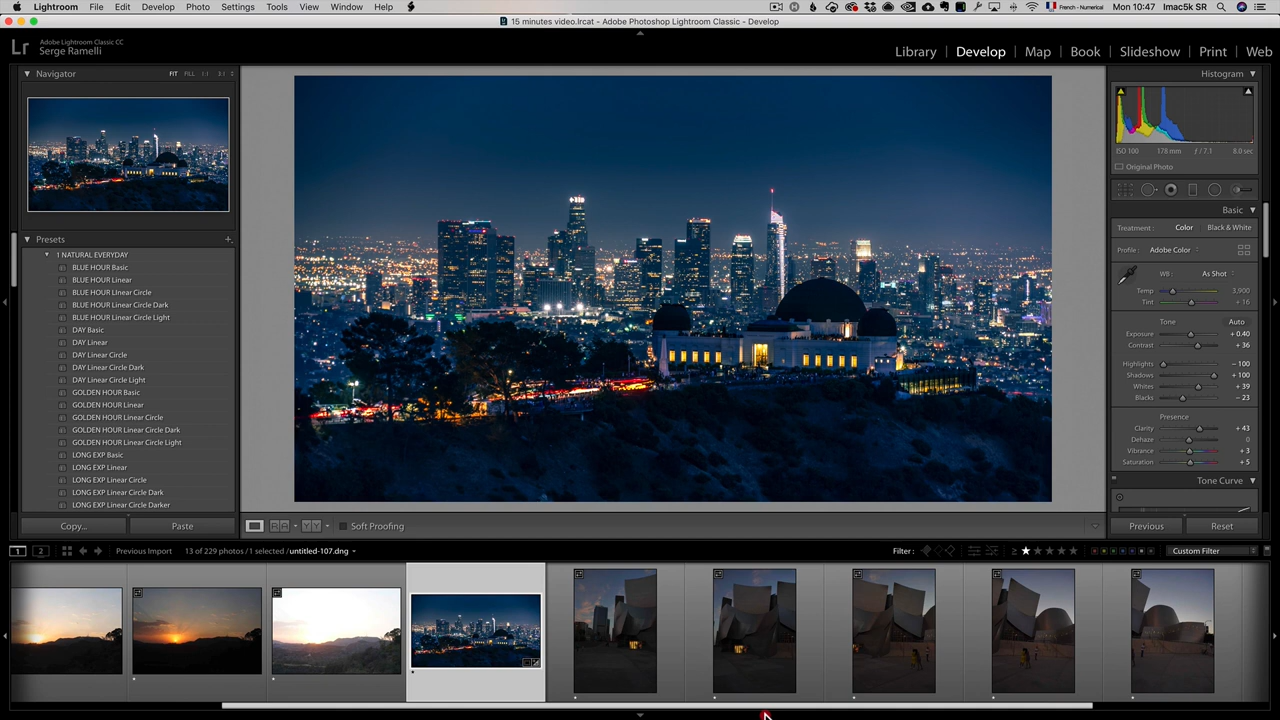 Lightroom File Edit Develop Photo Settings Tools View Window Help French - Numerical Mon 10:47 Imac5k SR
15 minutes video.lrcat - Adobe Photoshop Lightroom Classic - Develop
Lr Adobe Lightroom Classic CC
Serge Ramelli
Library | Develop | Map | Book | Slideshow | Print | Web
Navigator FIT FILL 1:1 3:1
Presets +
1 NATURAL EVERYDAY
BLUE HOUR Basic
BLUE HOUR Linear
BLUE HOUR LInear Circle
BLUE HOUR Linear Circle Dark
BLUE HOUR Linear Circle Light
DAY Basic
DAY Linear
DAY Linear Circle
DAY Linear Circle Dark
DAY Linear Circle Light
GOLDEN HOUR Basic
GOLDEN HOUR Linear
GOLDEN HOUR Linear Circle
GOLDEN HOUR Linear Circle Dark
GOLDEN HOUR Linear Circle Light
LONG EXP Basic
LONG EXP Linear
LONG EXP Linear Circle
LONG EXP Linear Circle Dark
LONG EXP Linear Circle Darker
Copy... Paste
Soft Proofing
Histogram
ISO 100 178 mm ƒ / 7.1 8.0 sec
Original Photo
Basic
Treatment: Color | Black & White
Profile: Adobe Color
WB: As Shot
Temp 3,900
Tint + 16
Tone Auto
Exposure + 0.40
Contrast + 36
Highlights − 100
Shadows + 100
Whites + 39
Blacks − 23
Presence
Clarity + 43
Dehaze 0
Vibrance + 3
Saturation + 5
Tone Curve
Previous Reset
1 2 Previous Import 13 of 229 photos / 1 selected / untitled-107.dng Filter: ≥ Custom Filter